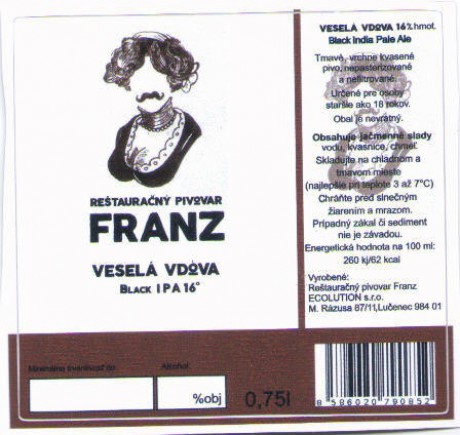 REŠTAURAČNÝ PIVOVAR
FRANZ
VESELÁ VDOVA
BLACK IPA 16°
VESELÁ VDOVA 16% hmot.
Black India Pale Ale
Tmavé, vrchne kvasené
pivo, nepasterizované
a nefiltrované.
Určené pre osoby
staršie ako 18 rokov.
Obal je nevratný.
Obsahuje jačmenné slady
vodu, kvasnice, chmeľ.
Skladujte na chladnom a
tmavom mieste
(najlepšie pri teplote 3 až 7°C)
Chráňte pred slnečným
žiarením a mrazom.
Prípadný zákal či sediment
nie je závadou.
Energetická hodnota na 100 ml:
260 kj/62 kcal
Vyrobené:
Reštauračný pivovar Franz
ECOLUTION s.r.o.
M. Rázusa 87/11,Lučenec 984 01
Minimálna trvanlivosť do
Alkohol:
%obj
0,75l
8 586020 790852